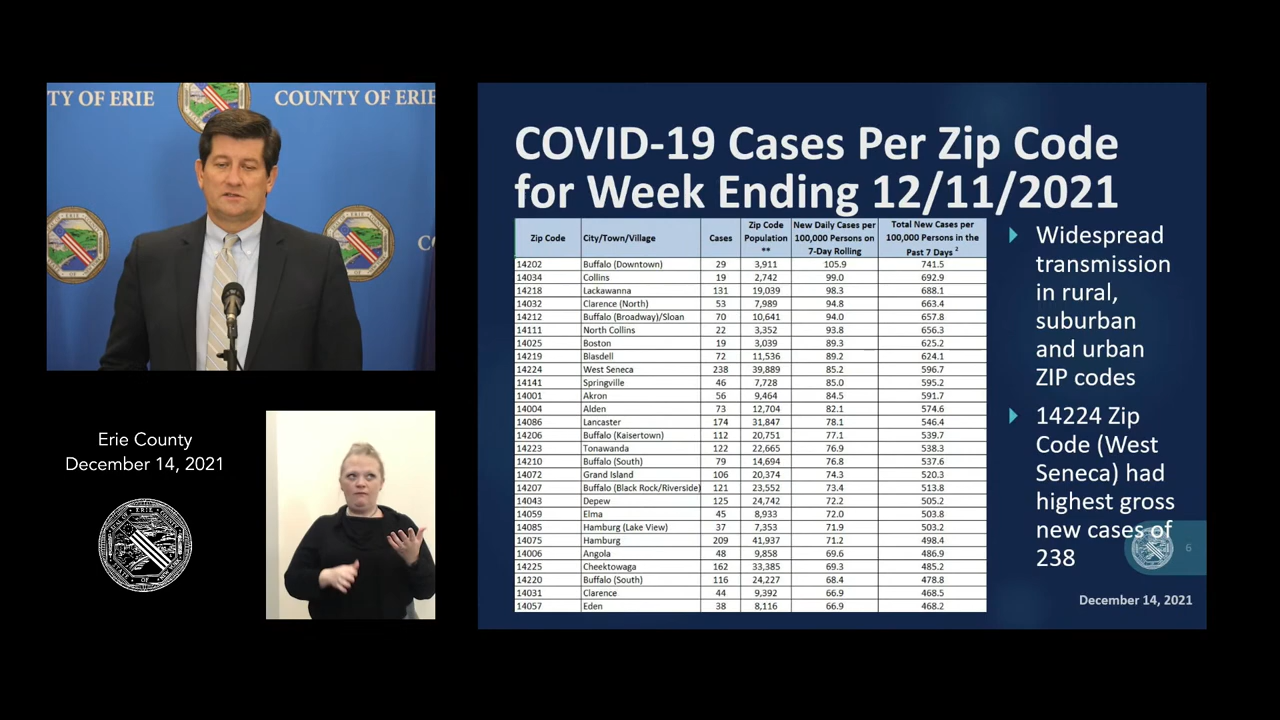 TY OF ERIE
COUNTY OF ERIE
Erie County
December 14, 2021
COVID-19 Cases Per Zip Code
for Week Ending 12/11/2021
Zip Code City/Town/Village Cases Zip Code Population ** New Daily Cases per 100,000 Persons on 7-Day Rolling Total New Cases per 100,000 Persons in the Past 7 Days 2
14202 Buffalo (Downtown) 29 3,911 105.9 741.5
14034 Collins 19 2,742 99.0 692.9
14218 Lackawanna 131 19,039 98.3 688.1
14032 Clarence (North) 53 7,989 94.8 663.4
14212 Buffalo (Broadway)/Sloan 70 10,641 94.0 657.8
14111 North Collins 22 3,352 93.8 656.3
14025 Boston 19 3,039 89.3 625.2
14219 Blasdell 72 11,536 89.2 624.1
14224 West Seneca 238 39,889 85.2 596.7
14141 Springville 46 7,728 85.0 595.2
14001 Akron 56 9,464 84.5 591.7
14004 Alden 73 12,704 82.1 574.6
14086 Lancaster 174 31,847 78.1 546.4
14206 Buffalo (Kaisertown) 112 20,751 77.1 539.7
14223 Tonawanda 122 22,665 76.9 538.3
14210 Buffalo (South) 79 14,694 76.8 537.6
14072 Grand Island 106 20,374 74.3 520.3
14207 Buffalo (Black Rock/Riverside) 121 23,552 73.4 513.8
14043 Depew 125 24,742 72.2 505.2
14059 Elma 45 8,933 72.0 503.8
14085 Hamburg (Lake View) 37 7,353 71.9 503.2
14075 Hamburg 209 41,937 71.2 498.4
14006 Angola 48 9,858 69.6 486.9
14225 Cheektowaga 162 33,385 69.3 485.2
14220 Buffalo (South) 116 24,227 68.4 478.8
14031 Clarence 44 9,392 66.9 468.5
14057 Eden 38 8,116 66.9 468.2
Widespread
transmission
in rural,
suburban
and urban
ZIP codes
14224 Zip
Code (West
Seneca) had
highest gross
new cases of
238
6
December 14, 2021